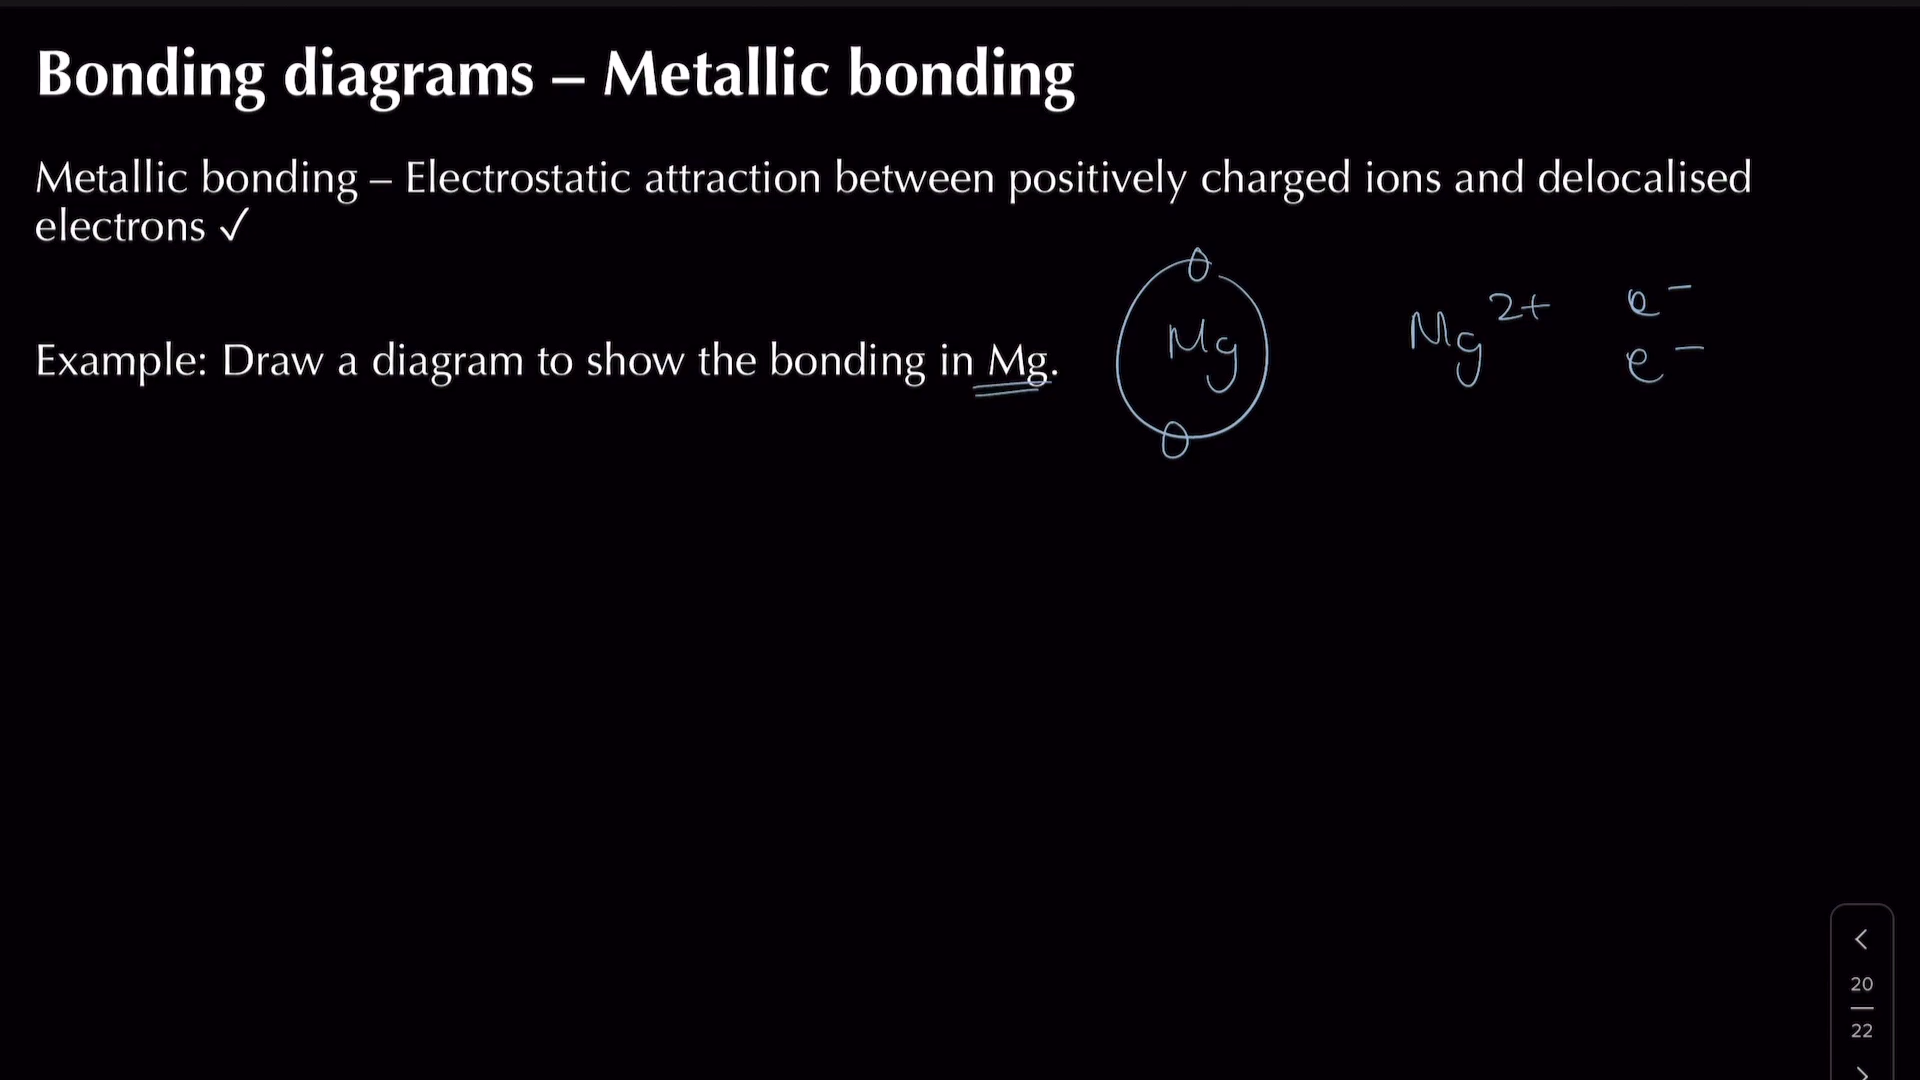 Bonding diagrams – Metallic bonding
Metallic bonding – Electrostatic attraction between positively charged ions and delocalised
electrons ✓
Example: Draw a diagram to show the bonding in Mg.
Mg
Mg²⁺
e⁻
e⁻
20
22